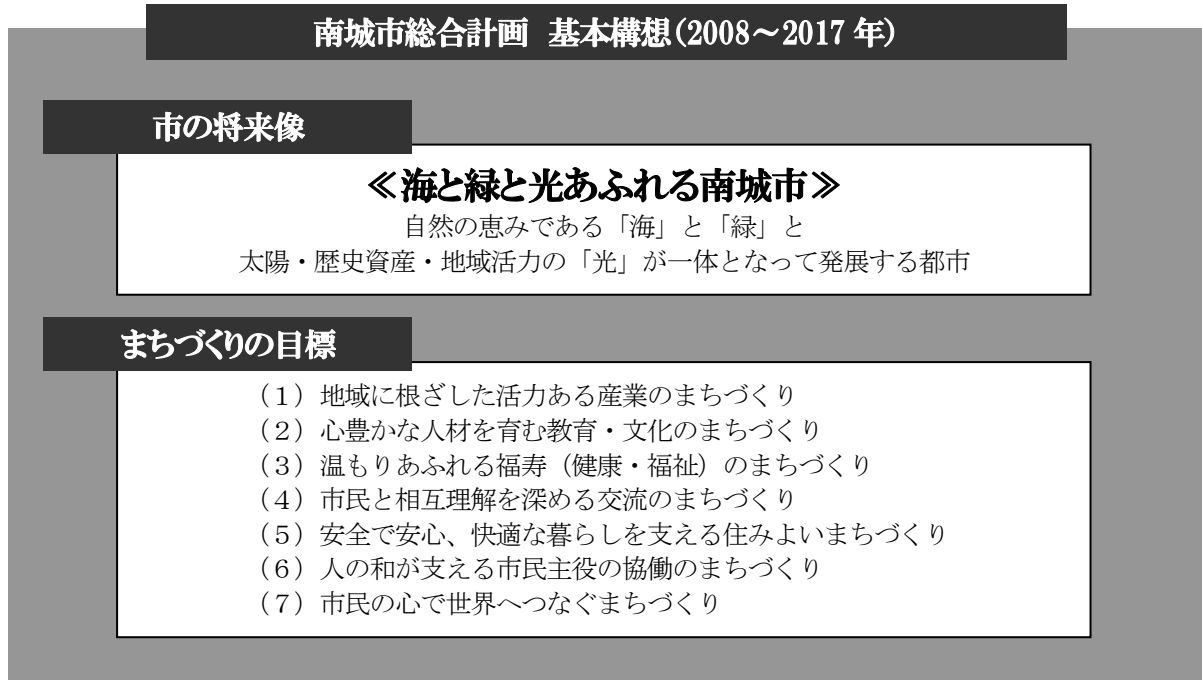 南城市総合計画 基本構想(2008～2017年)
市の将来像
≪海と緑と光あふれる南城市≫
自然の恵みである「海」と「緑」と
太陽・歴史資産・地域活力の「光」が一体となって発展する都市
まちづくりの目標
（１）地域に根ざした活力ある産業のまちづくり
（２）心豊かな人材を育む教育・文化のまちづくり
（３）温もりあふれる福寿（健康・福祉）のまちづくり
（４）市民と相互理解を深める交流のまちづくり
（５）安全で安心、快適な暮らしを支える住みよいまちづくり
（６）人の和が支える市民主役の協働のまちづくり
（７）市民の心で世界へつなぐまちづくり